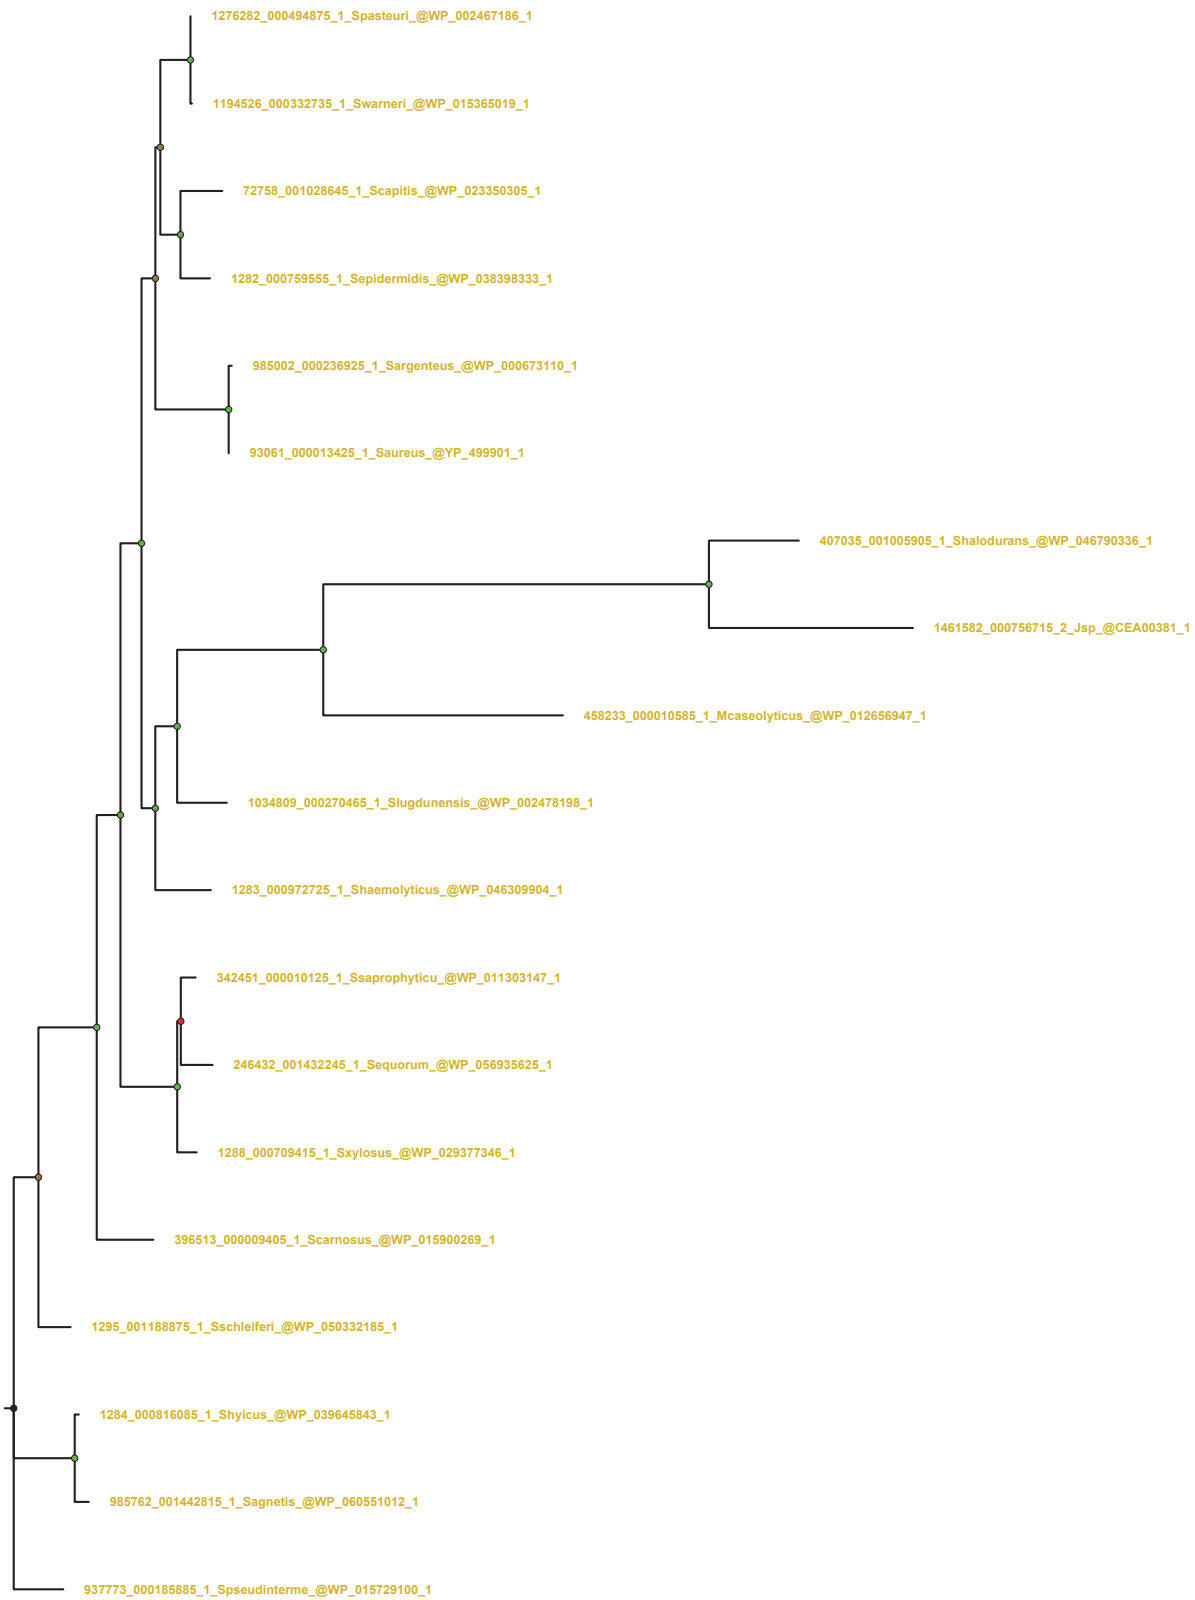 1276282_000494875_1_Spasteuri_@WP_002467186_1
1194526_000332735_1_Swarneri_@WP_015365019_1
72758_001028645_1_Scapitis_@WP_023350305_1
1282_000759555_1_Sepidermidis_@WP_038398333_1
985002_000236925_1_Sargenteus_@WP_000673110_1
93061_000013425_1_Saureus_@YP_499901_1
407035_001005905_1_Shalodurans_@WP_046790336_1
1461582_000756715_2_Jsp_@CEA00381_1
458233_000010585_1_Mcaseolyticus_@WP_012656947_1
1034809_000270465_1_Slugdunensis_@WP_002478198_1
1283_000972725_1_Shaemolyticus_@WP_046309904_1
342451_000010125_1_Ssaprophyticu_@WP_011303147_1
246432_001432245_1_Sequorum_@WP_056935625_1
1288_000709415_1_Sxylosus_@WP_029377346_1
396513_000009405_1_Scarnosus_@WP_015900269_1
1295_001188875_1_Sschleiferi_@WP_050332185_1
1284_000816085_1_Shyicus_@WP_039645843_1
985762_001442815_1_Sagnetis_@WP_060551012_1
937773_000185885_1_Spseudinterme_@WP_015729100_1